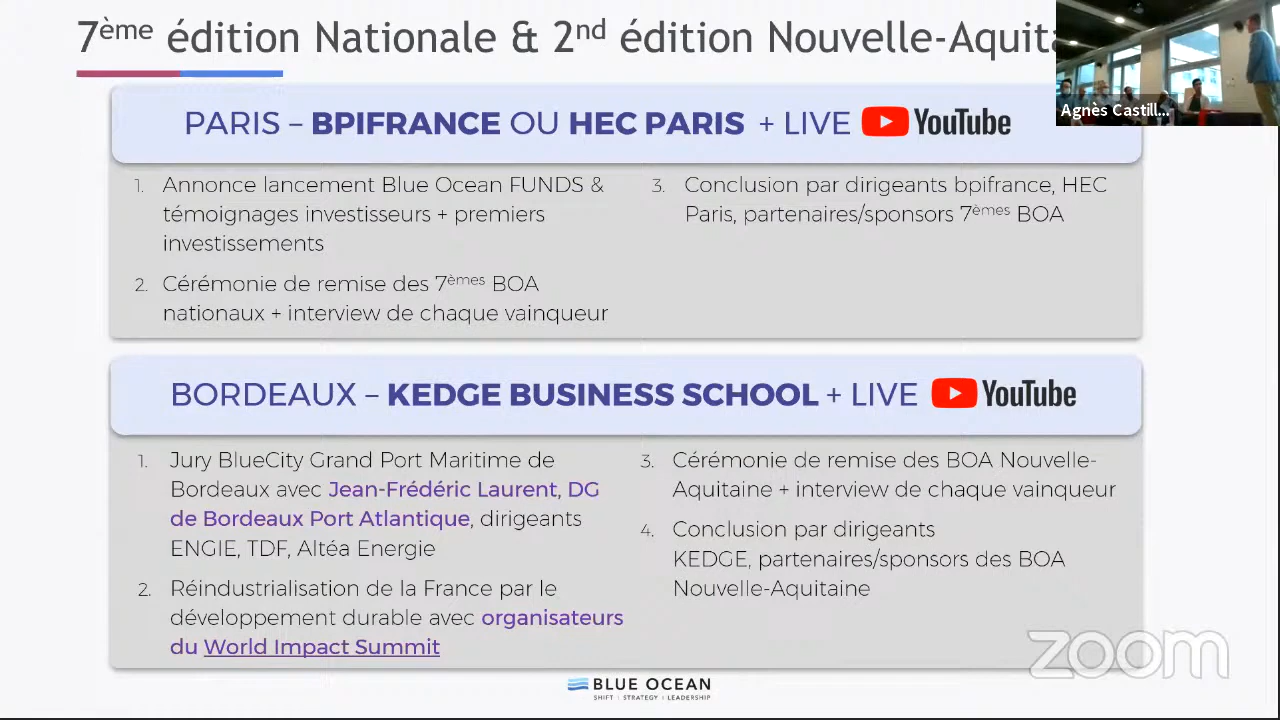 7ème édition Nationale & 2nd édition Nouvelle-Aquita
Agnès Castill...
PARIS – BPIFRANCE OU HEC PARIS + LIVE YouTube
1. Annonce lancement Blue Ocean FUNDS &
témoignages investisseurs + premiers
investissements
2. Cérémonie de remise des 7èmes BOA
nationaux + interview de chaque vainqueur
3. Conclusion par dirigeants bpifrance, HEC
Paris, partenaires/sponsors 7èmes BOA
BORDEAUX – KEDGE BUSINESS SCHOOL + LIVE YouTube
1. Jury BlueCity Grand Port Maritime de
Bordeaux avec Jean-Frédéric Laurent, DG
de Bordeaux Port Atlantique, dirigeants
ENGIE, TDF, Altéa Energie
2. Réindustrialisation de la France par le
développement durable avec organisateurs
du World Impact Summit
3. Cérémonie de remise des BOA Nouvelle-
Aquitaine + interview de chaque vainqueur
4. Conclusion par dirigeants
KEDGE, partenaires/sponsors des BOA
Nouvelle-Aquitaine
zoom
BLUE OCEAN
SHIFT | STRATEGY | LEADERSHIP